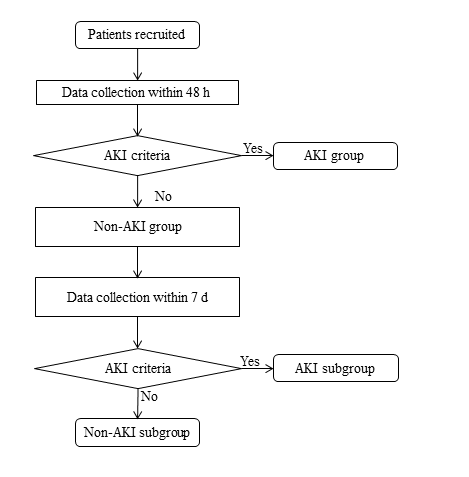 Patients recruited
Data collection within 48 h
AKI criteria
Yes
AKI group
No
Non-AKI group
Data collection within 7 d
AKI criteria
Yes
AKI subgroup
No
Non-AKI subgroup